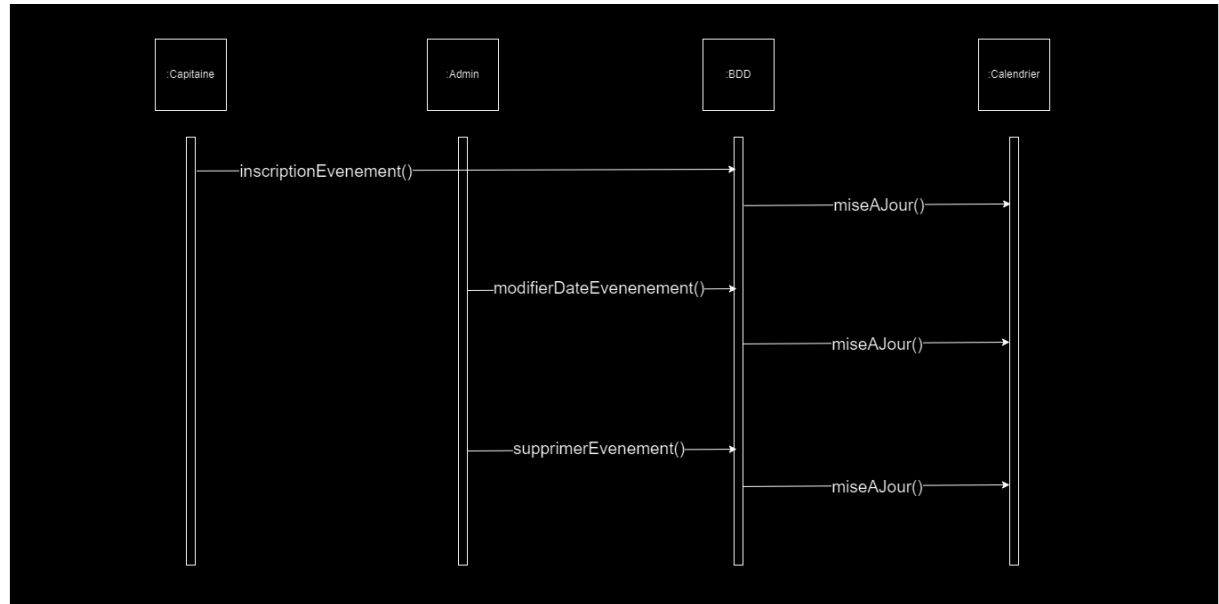 :Capitaine
:Admin
:BDD
:Calendrier
inscriptionEvenement()
miseAJour()
modifierDateEvenenement()
miseAJour()
supprimerEvenement()
miseAJour()